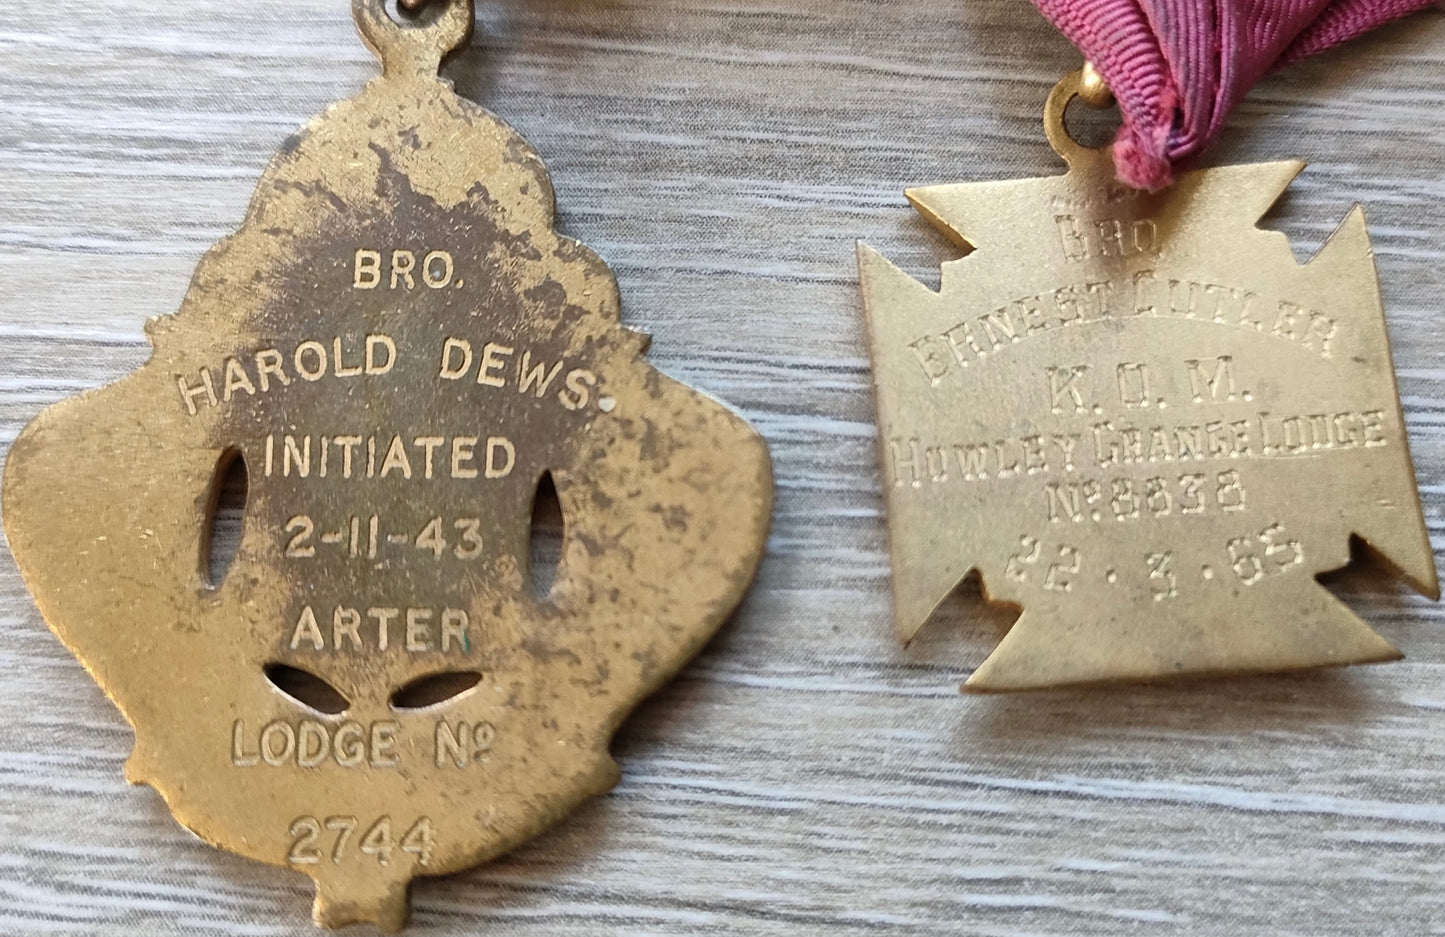 BRO.
HAROLD DEWS.
INITIATED
2-11-43
ARTER
LODGE Nº
2744
BRO
ERNEST CUTLER
K.O.M.
HOWLEY GRANGE LODGE
Nº 8838
22.3.65